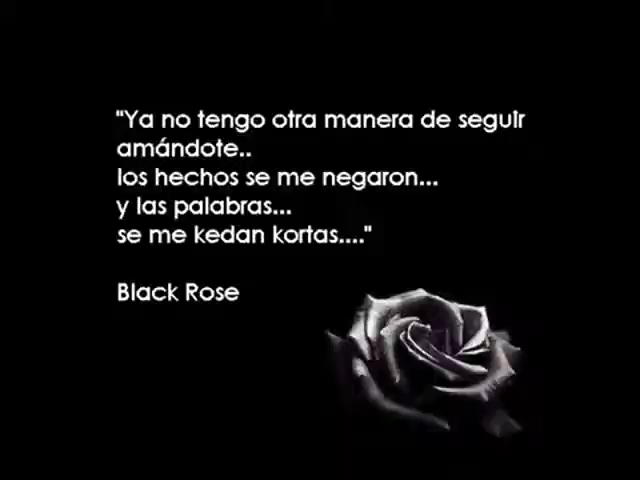 "Ya no tengo otra manera de seguir
amándote..
los hechos se me negaron...
y las palabras...
se me kedan kortas...."
Black Rose